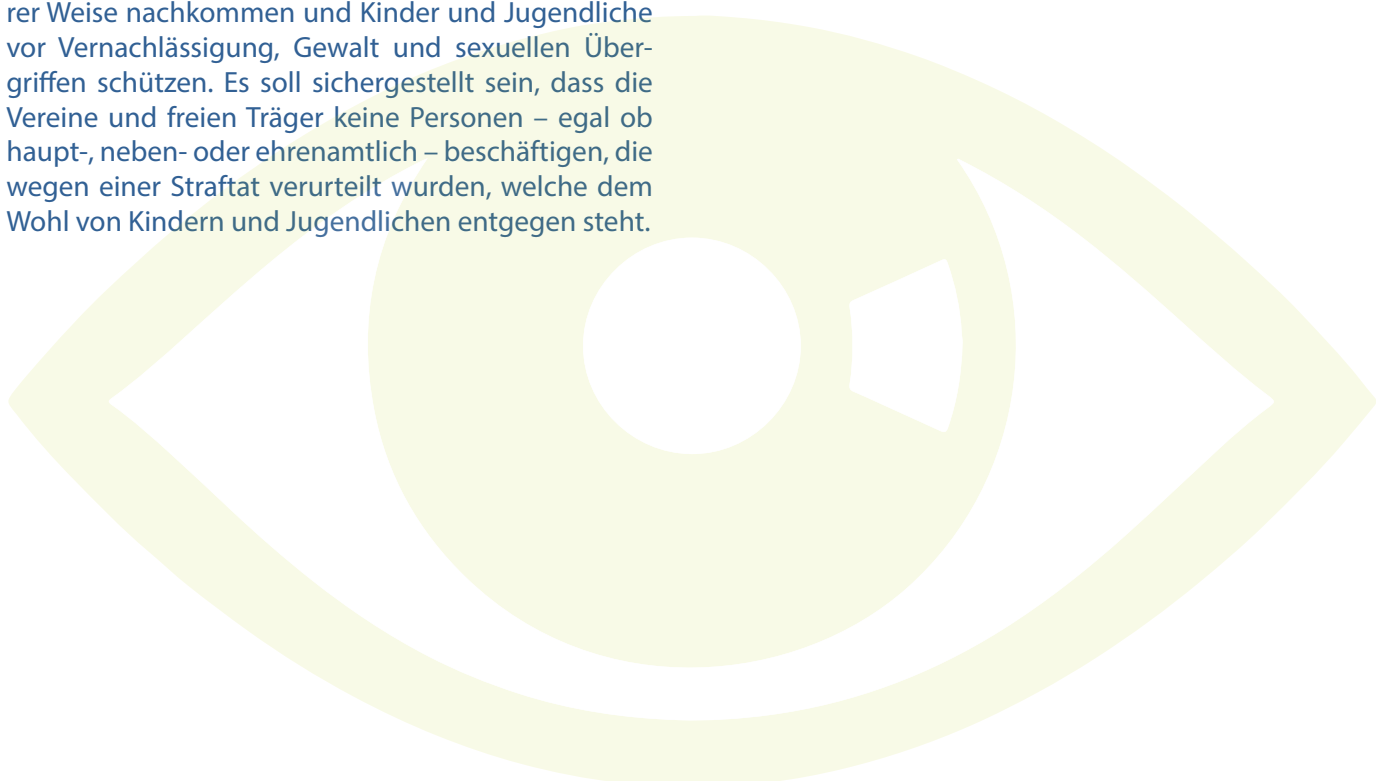 rer Weise nachkommen und Kinder und Jugendliche
vor Vernachlässigung, Gewalt und sexuellen Über-
griffen schützen. Es soll sichergestellt sein, dass die
Vereine und freien Träger keine Personen – egal ob
haupt-, neben- oder ehrenamtlich – beschäftigen, die
wegen einer Straftat verurteilt wurden, welche dem
Wohl von Kindern und Jugendlichen entgegen steht.